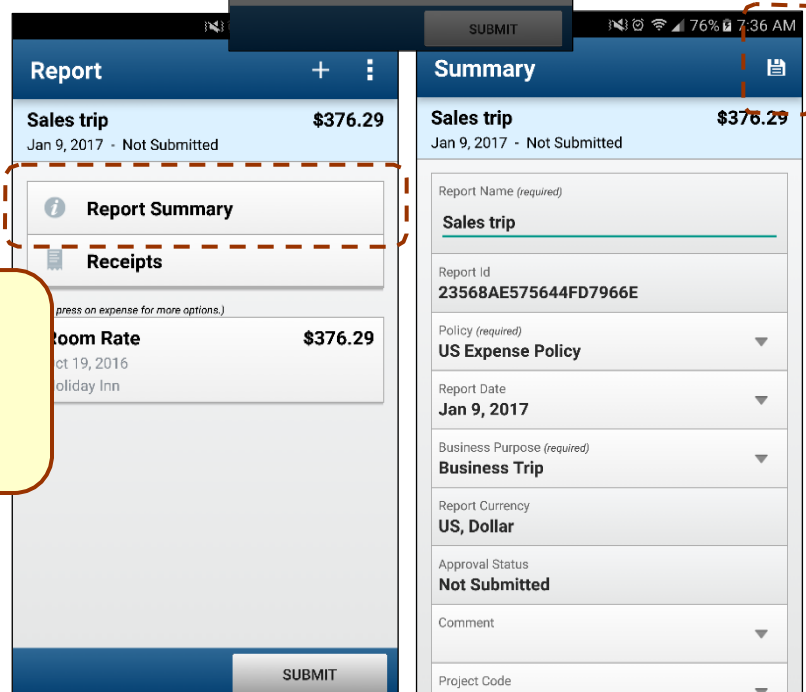 SUBMIT
Report
Sales trip $376.29
Jan 9, 2017 - Not Submitted
Report Summary
Receipts
press on expense for more options.)
Room Rate $376.29
ct 19, 2016
oliday Inn
SUBMIT
76% 7:36 AM
Summary
Sales trip $376.29
Jan 9, 2017 - Not Submitted
Report Name (required)
Sales trip
Report Id
23568AE575644FD7966E
Policy (required)
US Expense Policy
Report Date
Jan 9, 2017
Business Purpose (required)
Business Trip
Report Currency
US, Dollar
Approval Status
Not Submitted
Comment
Project Code